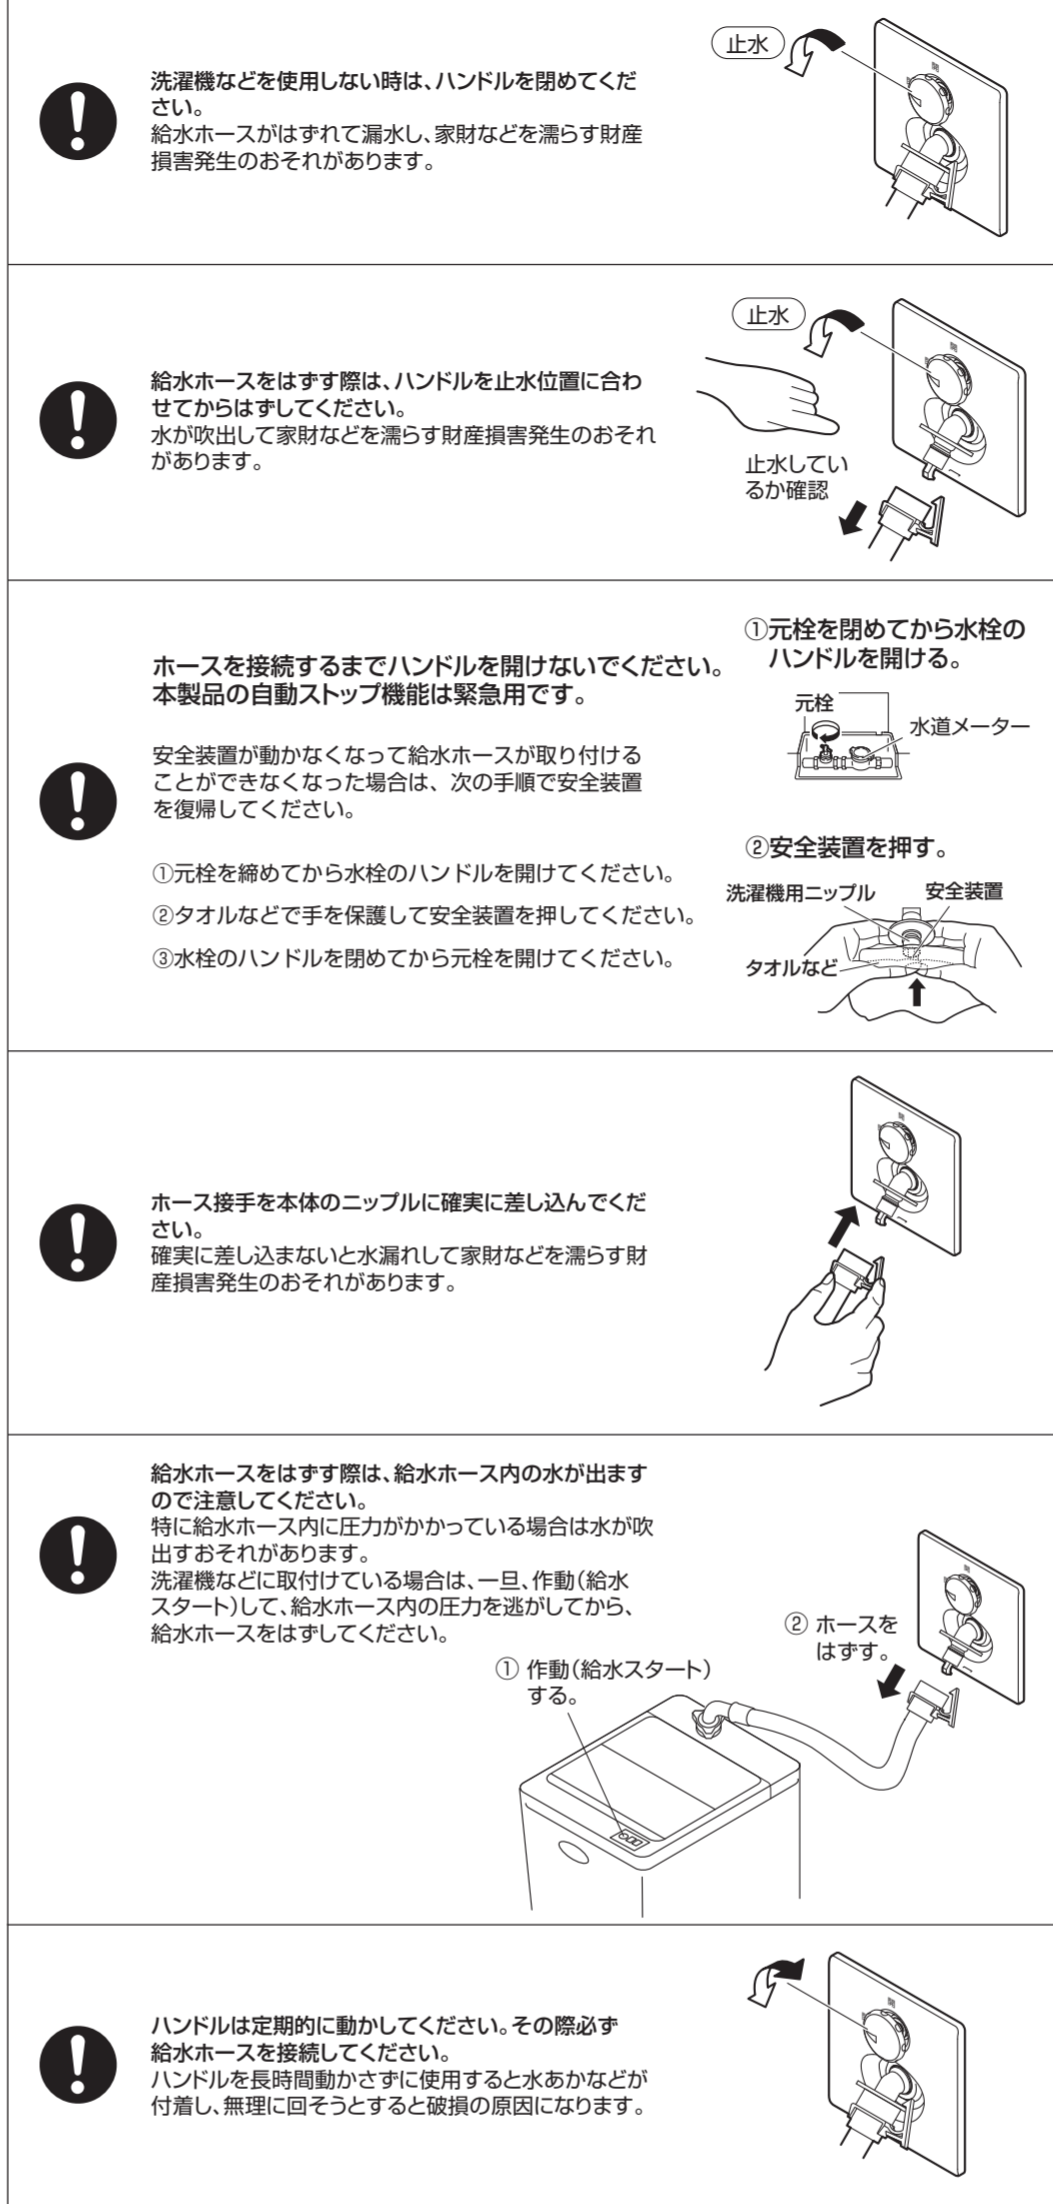 洗濯機などを使用しない時は、ハンドルを閉めてくだ
さい。
給水ホースがはずれて漏水し、家財などを濡らす財産
損害発生のおそれがあります。
止水
給水ホースをはずす際は、ハンドルを止水位置に合わ
せてからはずしてください。
水が吹出して家財などを濡らす財産損害発生のおそれ
があります。
止水
止水してい
るか確認
ホースを接続するまでハンドルを開けないでください。
本製品の自動ストップ機能は緊急用です。
安全装置が動かなくなって給水ホースが取り付ける
ことができなくなった場合は、次の手順で安全装置
を復帰してください。
①元栓を締めてから水栓のハンドルを開けてください。
②タオルなどで手を保護して安全装置を押してください。
③水栓のハンドルを閉めてから元栓を開けてください。
①元栓を閉めてから水栓の
ハンドルを開ける。
元栓
水道メーター
②安全装置を押す。
洗濯機用ニップル
安全装置
タオルなど
ホース接手を本体のニップルに確実に差し込んでくだ
さい。
確実に差し込まないと水漏れして家財などを濡らす財
産損害発生のおそれがあります。
給水ホースをはずす際は、給水ホース内の水が出ます
ので注意してください。
特に給水ホース内に圧力がかかっている場合は水が吹
出すおそれがあります。
洗濯機などに取付けている場合は、一旦、作動(給水
スタート)して、給水ホース内の圧力を逃がしてから、
給水ホースをはずしてください。
① 作動(給水スタート)
する。
② ホースを
はずす。
ハンドルは定期的に動かしてください。その際必ず
給水ホースを接続してください。
ハンドルを長時間動かさずに使用すると水あかなどが
付着し、無理に回そうとすると破損の原因になります。